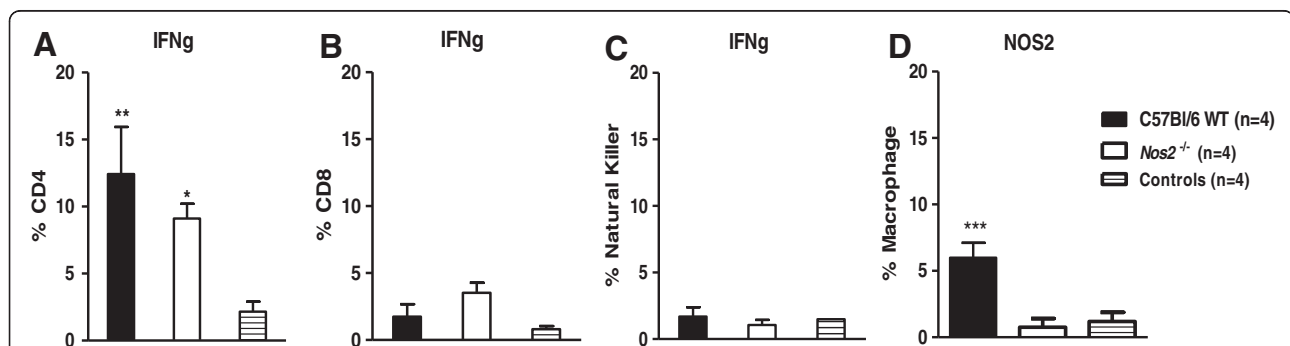 A
IFNg
% CD4
20
15
10
5
0
**
*
B
IFNg
% CD8
20
15
10
5
0
C
IFNg
% Natural Killer
20
15
10
5
0
D
NOS2
% Macrophage
20
15
10
5
0
***
C57Bl/6 WT (n=4)
Nos2 -/- (n=4)
Controls (n=4)